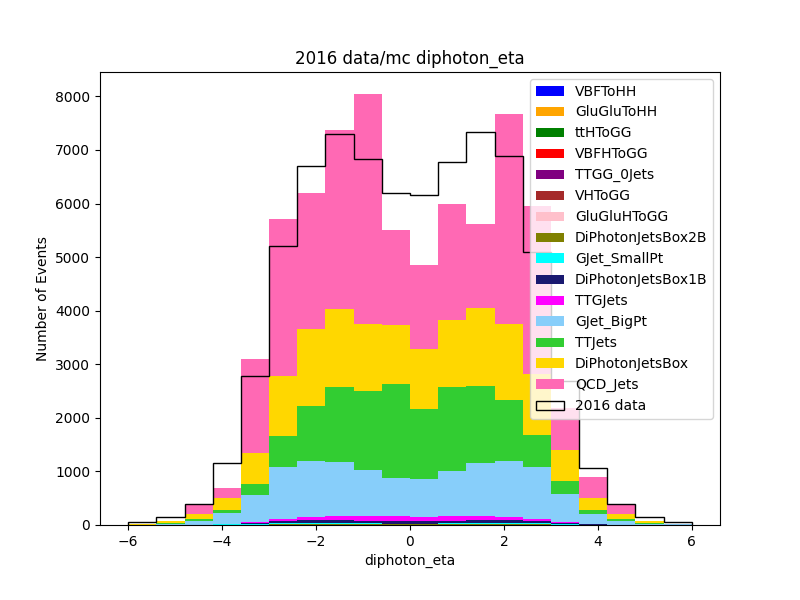 2016 data/mc diphoton_eta
Number of Events
8000
7000
6000
5000
4000
3000
2000
1000
0
−6
−4
−2
0
2
4
6
diphoton_eta
VBFToHH
GluGluToHH
ttHToGG
VBFHToGG
TTGG_0Jets
VHToGG
GluGluHToGG
DiPhotonJetsBox2B
GJet_SmallPt
DiPhotonJetsBox1B
TTGJets
GJet_BigPt
TTJets
DiPhotonJetsBox
QCD_Jets
2016 data